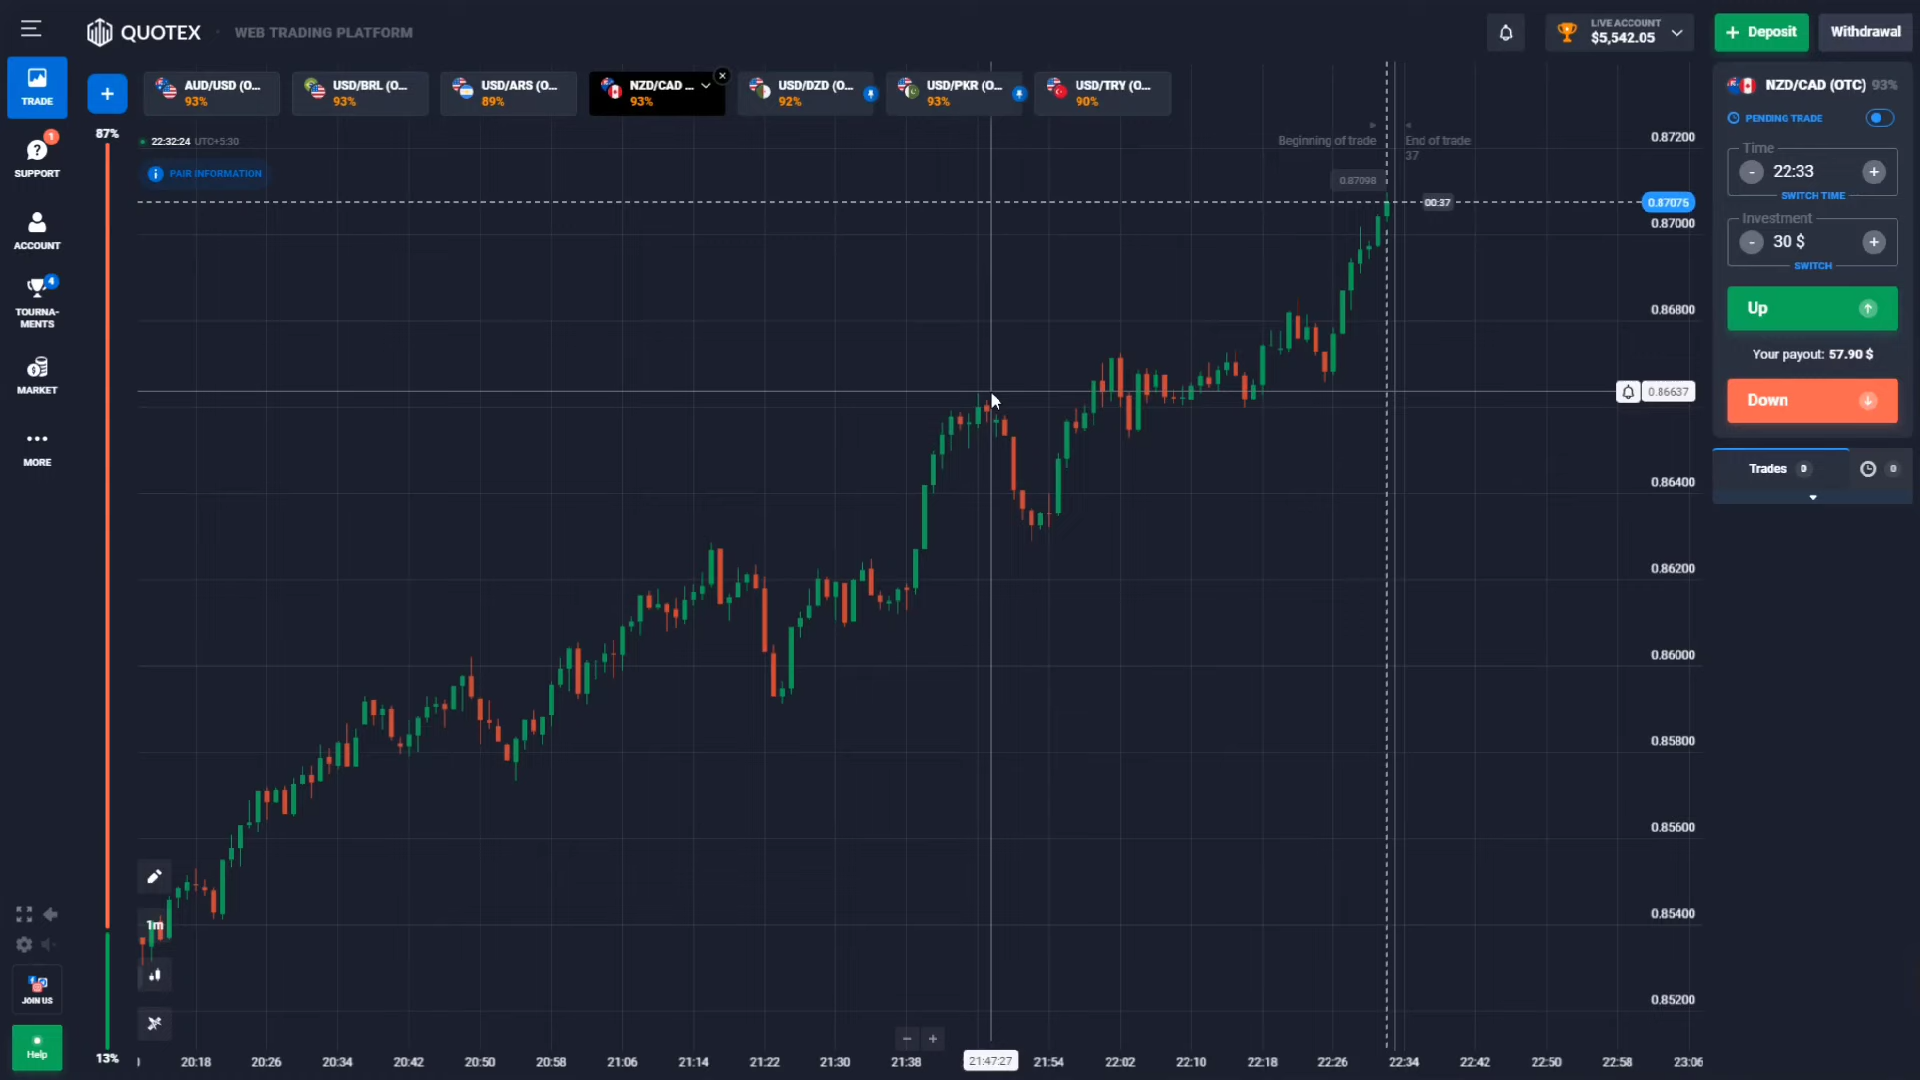 QUOTEX
WEB TRADING PLATFORM
LIVE ACCOUNT
$5,542.05
+ Deposit
Withdrawal
TRADE
+
AUD/USD (O...
93%
USD/BRL (O...
93%
USD/ARS (O...
89%
NZD/CAD ...
93%
USD/DZD (O...
92%
USD/PKR (O...
93%
USD/TRY (O...
90%
NZD/CAD (OTC) 93%
PENDING TRADE
Time
- 22:33 +
SWITCH TIME
Investment
- 30 $ +
SWITCH
Up
Your payout: 57.90 $
Down
Trades 0
0
1
SUPPORT
ACCOUNT
4
TOURNA-
MENTS
MARKET
MORE
JOIN US
Help
87%
13%
22:32:24 UTC+5:30
PAIR INFORMATION
Beginning of trade
End of trade
37
0.87098
00:37
0.87200
0.87075
0.87000
0.86800
0.86637
0.86400
0.86200
0.86000
0.85800
0.85600
0.85400
0.85200
1m
20:18
20:26
20:34
20:42
20:50
20:58
21:06
21:14
21:22
21:30
21:38
21:47:27
21:54
22:02
22:10
22:18
22:26
22:34
22:42
22:50
22:58
23:06